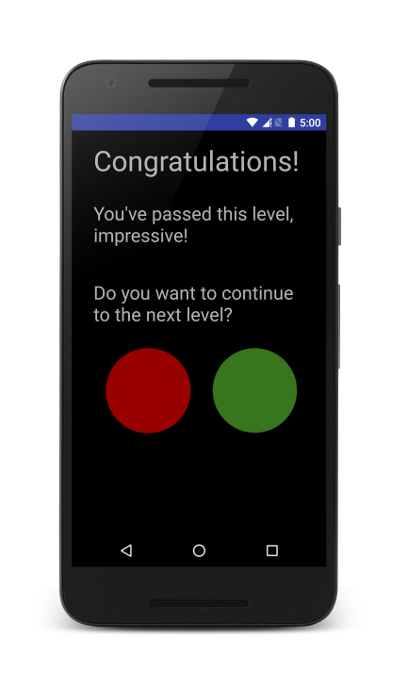 5:00
Congratulations!
You've passed this level,
impressive!
Do you want to continue
to the next level?